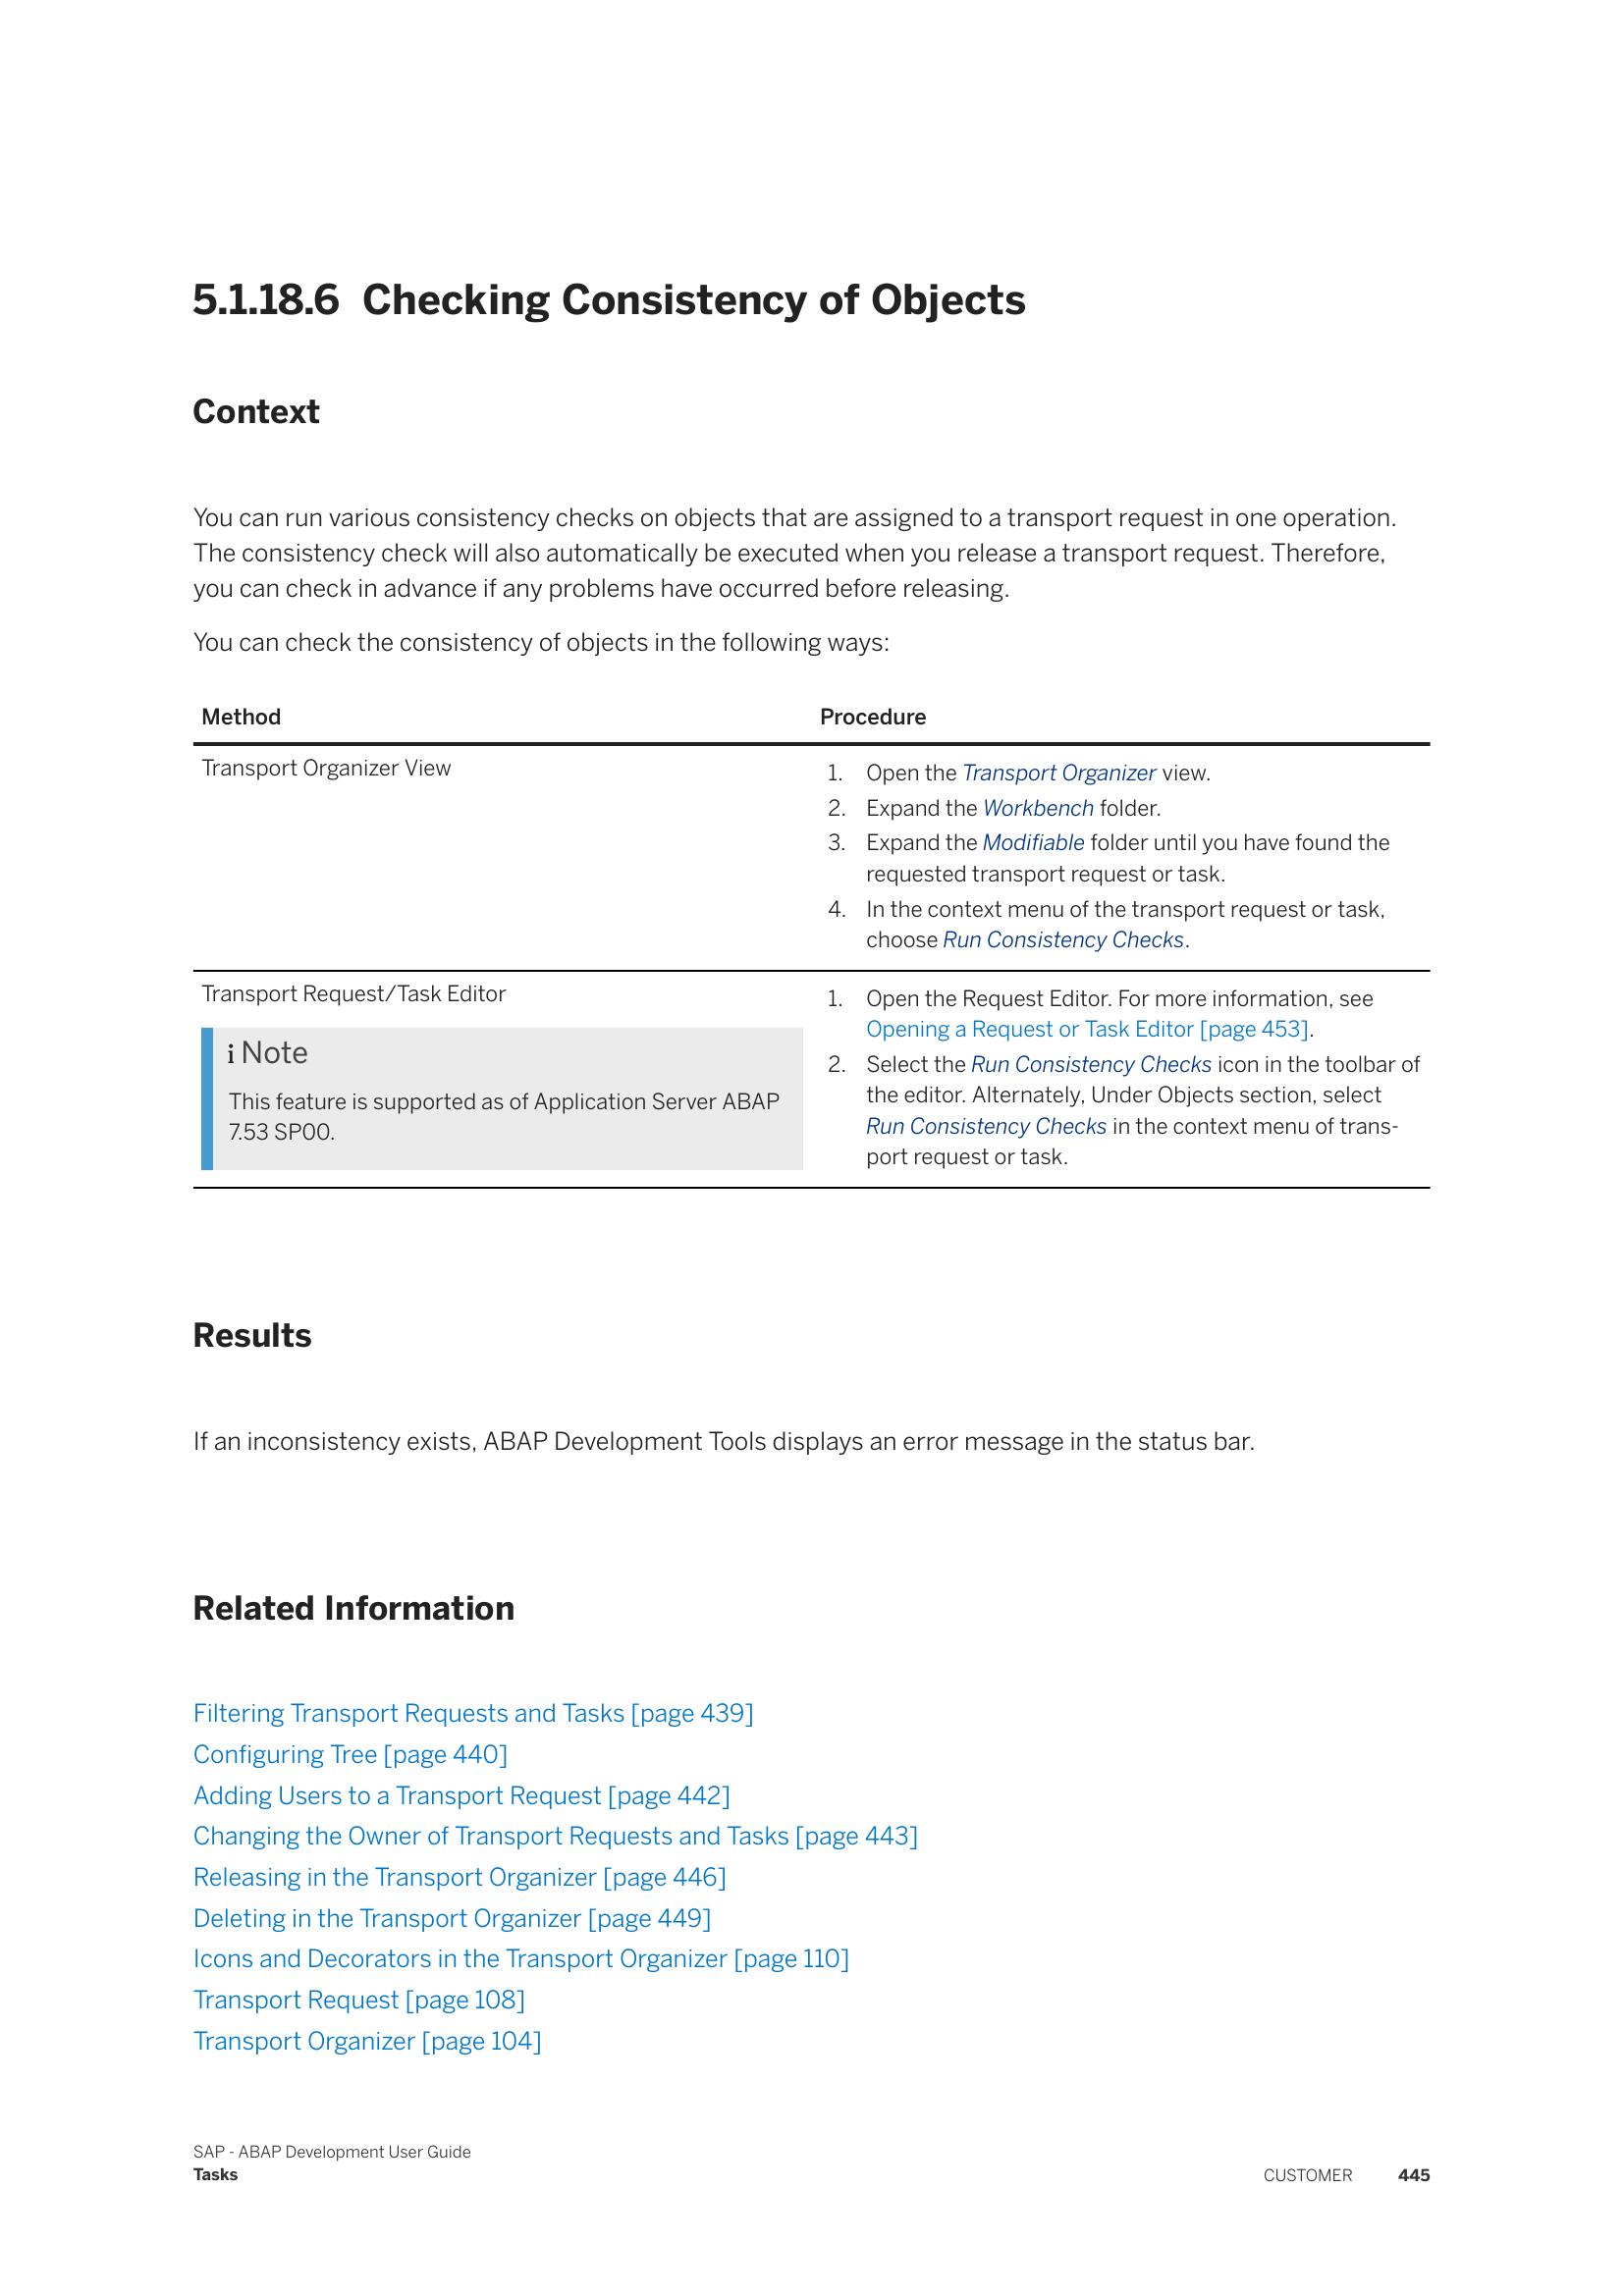 5.1.18.6 Checking Consistency of Objects
Context
You can run various consistency checks on objects that are assigned to a transport request in one operation.
The consistency check will also automatically be executed when you release a transport request. Therefore,
you can check in advance if any problems have occurred before releasing.
You can check the consistency of objects in the following ways:
Method Procedure
Transport Organizer View
1. Open the Transport Organizer view.
2. Expand the Workbench folder.
3. Expand the Modifiable folder until you have found the
requested transport request or task.
4. In the context menu of the transport request or task,
choose Run Consistency Checks.
Transport Request/Task Editor
i Note
This feature is supported as of Application Server ABAP
7.53 SP00.
1. Open the Request Editor. For more information, see
Opening a Request or Task Editor [page 453].
2. Select the Run Consistency Checks icon in the toolbar of
the editor. Alternately, Under Objects section, select
Run Consistency Checks in the context menu of trans-
port request or task.
Results
If an inconsistency exists, ABAP Development Tools displays an error message in the status bar.
Related Information
Filtering Transport Requests and Tasks [page 439]
Configuring Tree [page 440]
Adding Users to a Transport Request [page 442]
Changing the Owner of Transport Requests and Tasks [page 443]
Releasing in the Transport Organizer [page 446]
Deleting in the Transport Organizer [page 449]
Icons and Decorators in the Transport Organizer [page 110]
Transport Request [page 108]
Transport Organizer [page 104]
SAP - ABAP Development User Guide
Tasks
CUSTOMER 445